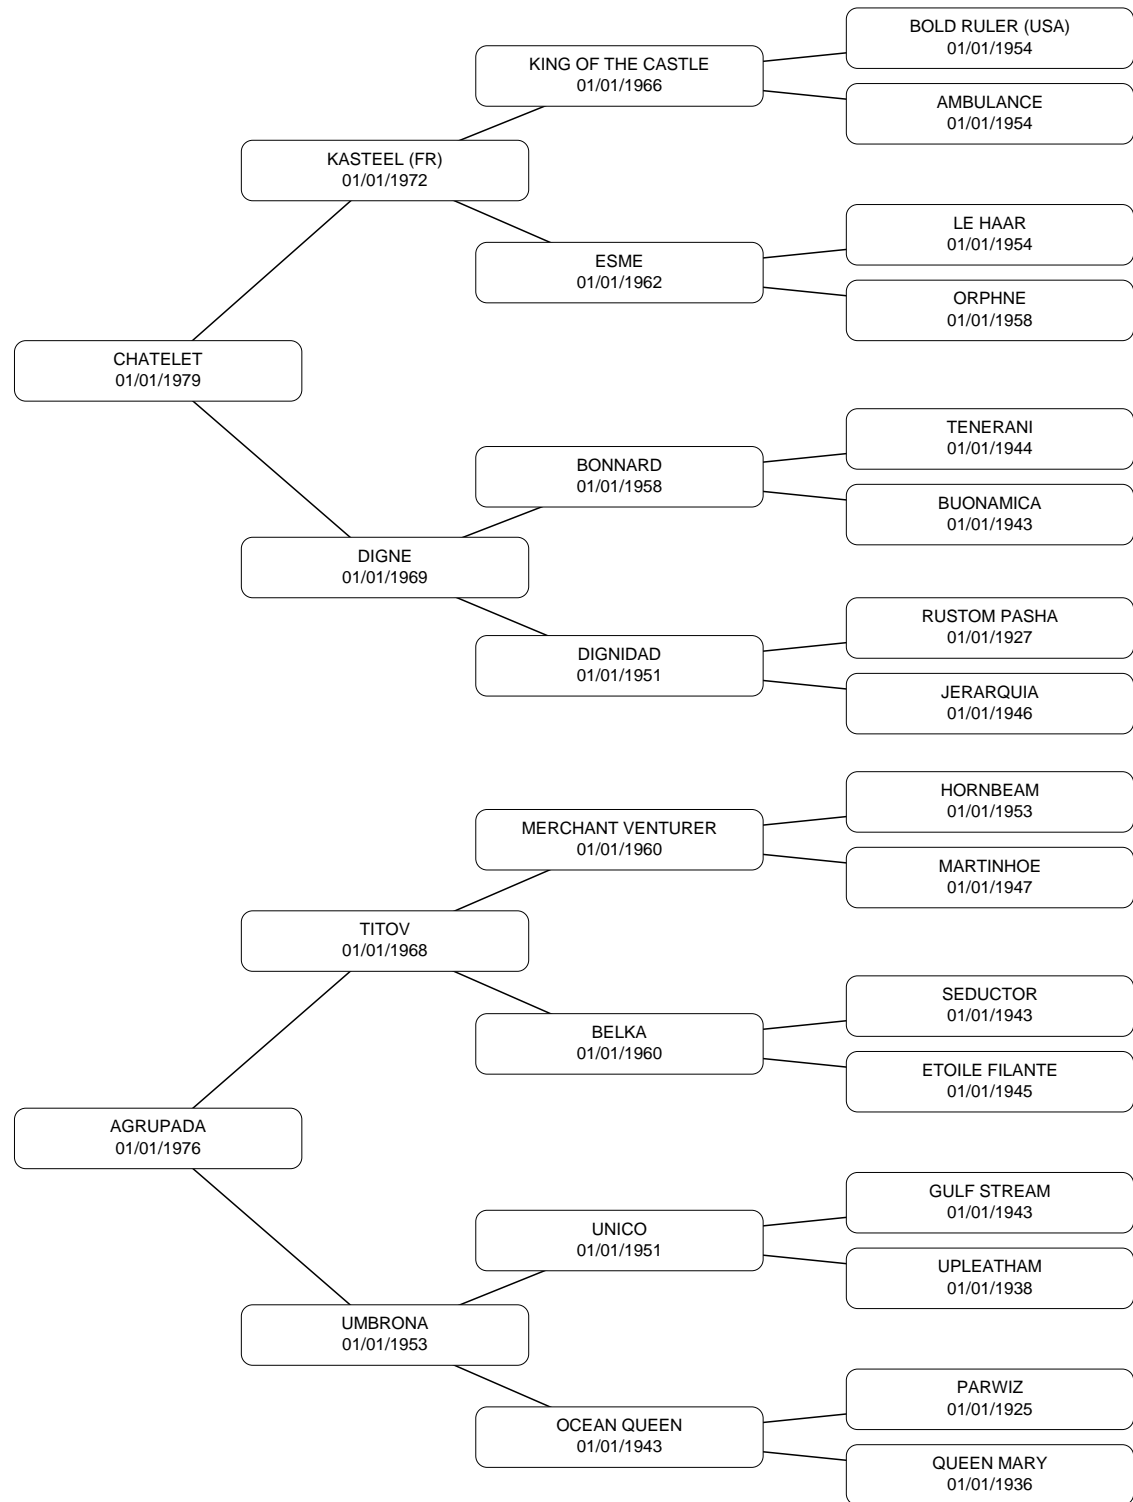 BOLD RULER (USA)
01/01/1954
KING OF THE CASTLE
01/01/1966
AMBULANCE
01/01/1954
KASTEEL (FR)
01/01/1972
LE HAAR
01/01/1954
ESME
01/01/1962
ORPHNE
01/01/1958
CHATELET
01/01/1979
TENERANI
01/01/1944
BONNARD
01/01/1958
BUONAMICA
01/01/1943
DIGNE
01/01/1969
RUSTOM PASHA
01/01/1927
DIGNIDAD
01/01/1951
JERARQUIA
01/01/1946
HORNBEAM
01/01/1953
MERCHANT VENTURER
01/01/1960
MARTINHOE
01/01/1947
TITOV
01/01/1968
SEDUCTOR
01/01/1943
BELKA
01/01/1960
ETOILE FILANTE
01/01/1945
AGRUPADA
01/01/1976
GULF STREAM
01/01/1943
UNICO
01/01/1951
UPLEATHAM
01/01/1938
UMBRONA
01/01/1953
PARWIZ
01/01/1925
OCEAN QUEEN
01/01/1943
QUEEN MARY
01/01/1936